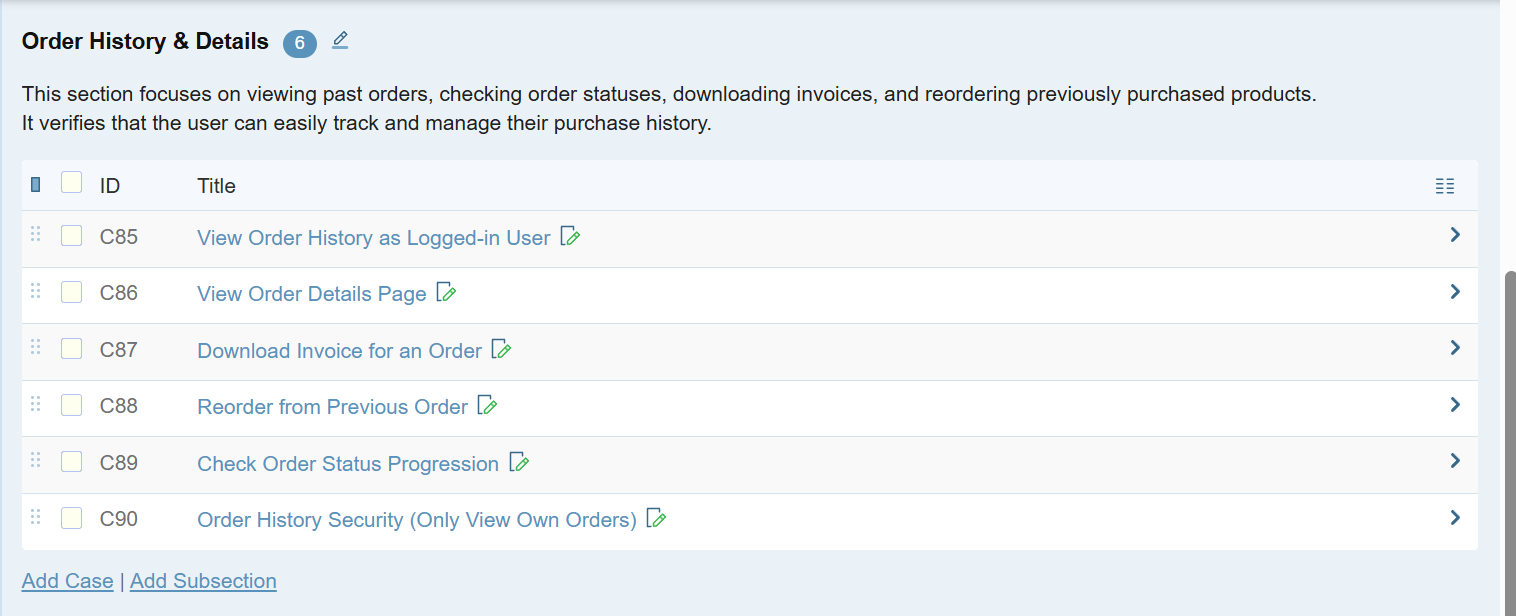 Order History & Details 6
This section focuses on viewing past orders, checking order statuses, downloading invoices, and reordering previously purchased products.
It verifies that the user can easily track and manage their purchase history.
ID Title
C85 View Order History as Logged-in User
C86 View Order Details Page
C87 Download Invoice for an Order
C88 Reorder from Previous Order
C89 Check Order Status Progression
C90 Order History Security (Only View Own Orders)
Add Case | Add Subsection